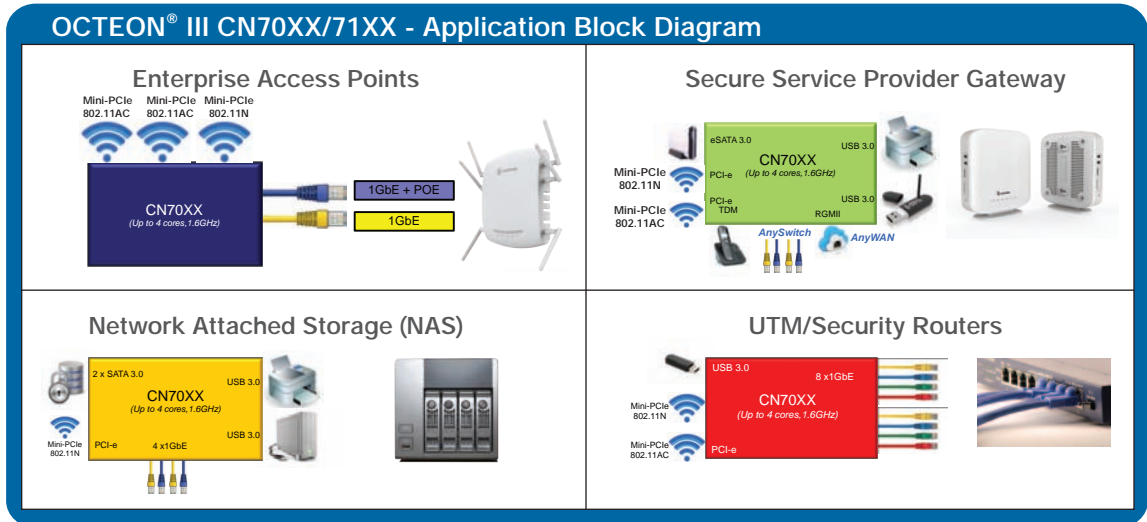 OCTEON® III CN70XX/71XX - Application Block Diagram
Enterprise Access Points
Mini-PCIe Mini-PCIe Mini-PCIe
802.11AC 802.11AC 802.11N
CN70XX
(Up to 4 cores,1.6GHz)
1GbE + POE
1GbE
Secure Service Provider Gateway
eSATA 3.0
USB 3.0
CN70XX
(Up to 4 cores,1.6GHz)
Mini-PCIe
802.11N
PCI-e
Mini-PCIe
802.11AC
PCI-e
TDM
USB 3.0
RGMII
AnySwitch
AnyWAN
Network Attached Storage (NAS)
2 x SATA 3.0
USB 3.0
CN70XX
(Up to 4 cores,1.6GHz)
Mini-PCIe
802.11N
PCI-e
4 x1GbE
USB 3.0
UTM/Security Routers
USB 3.0
8 x1GbE
CN70XX
(Up to 4 cores,1.6GHz)
Mini-PCIe
802.11N
Mini-PCIe
802.11AC
PCI-e